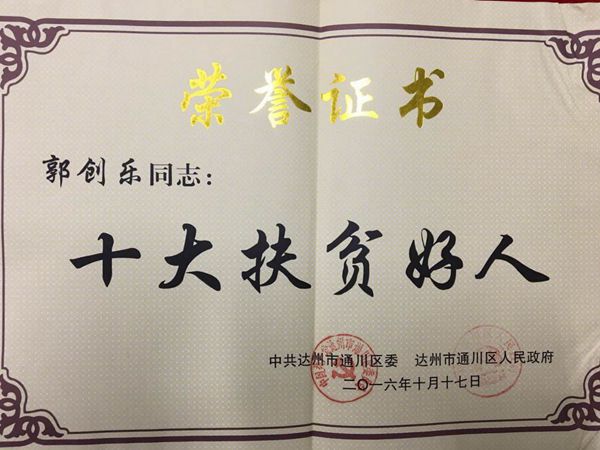 荣誉证书
郭创乐同志：
十大扶贫好人
中共达州市通川区委 达州市通川区人民政府
二〇一六年十月十七日